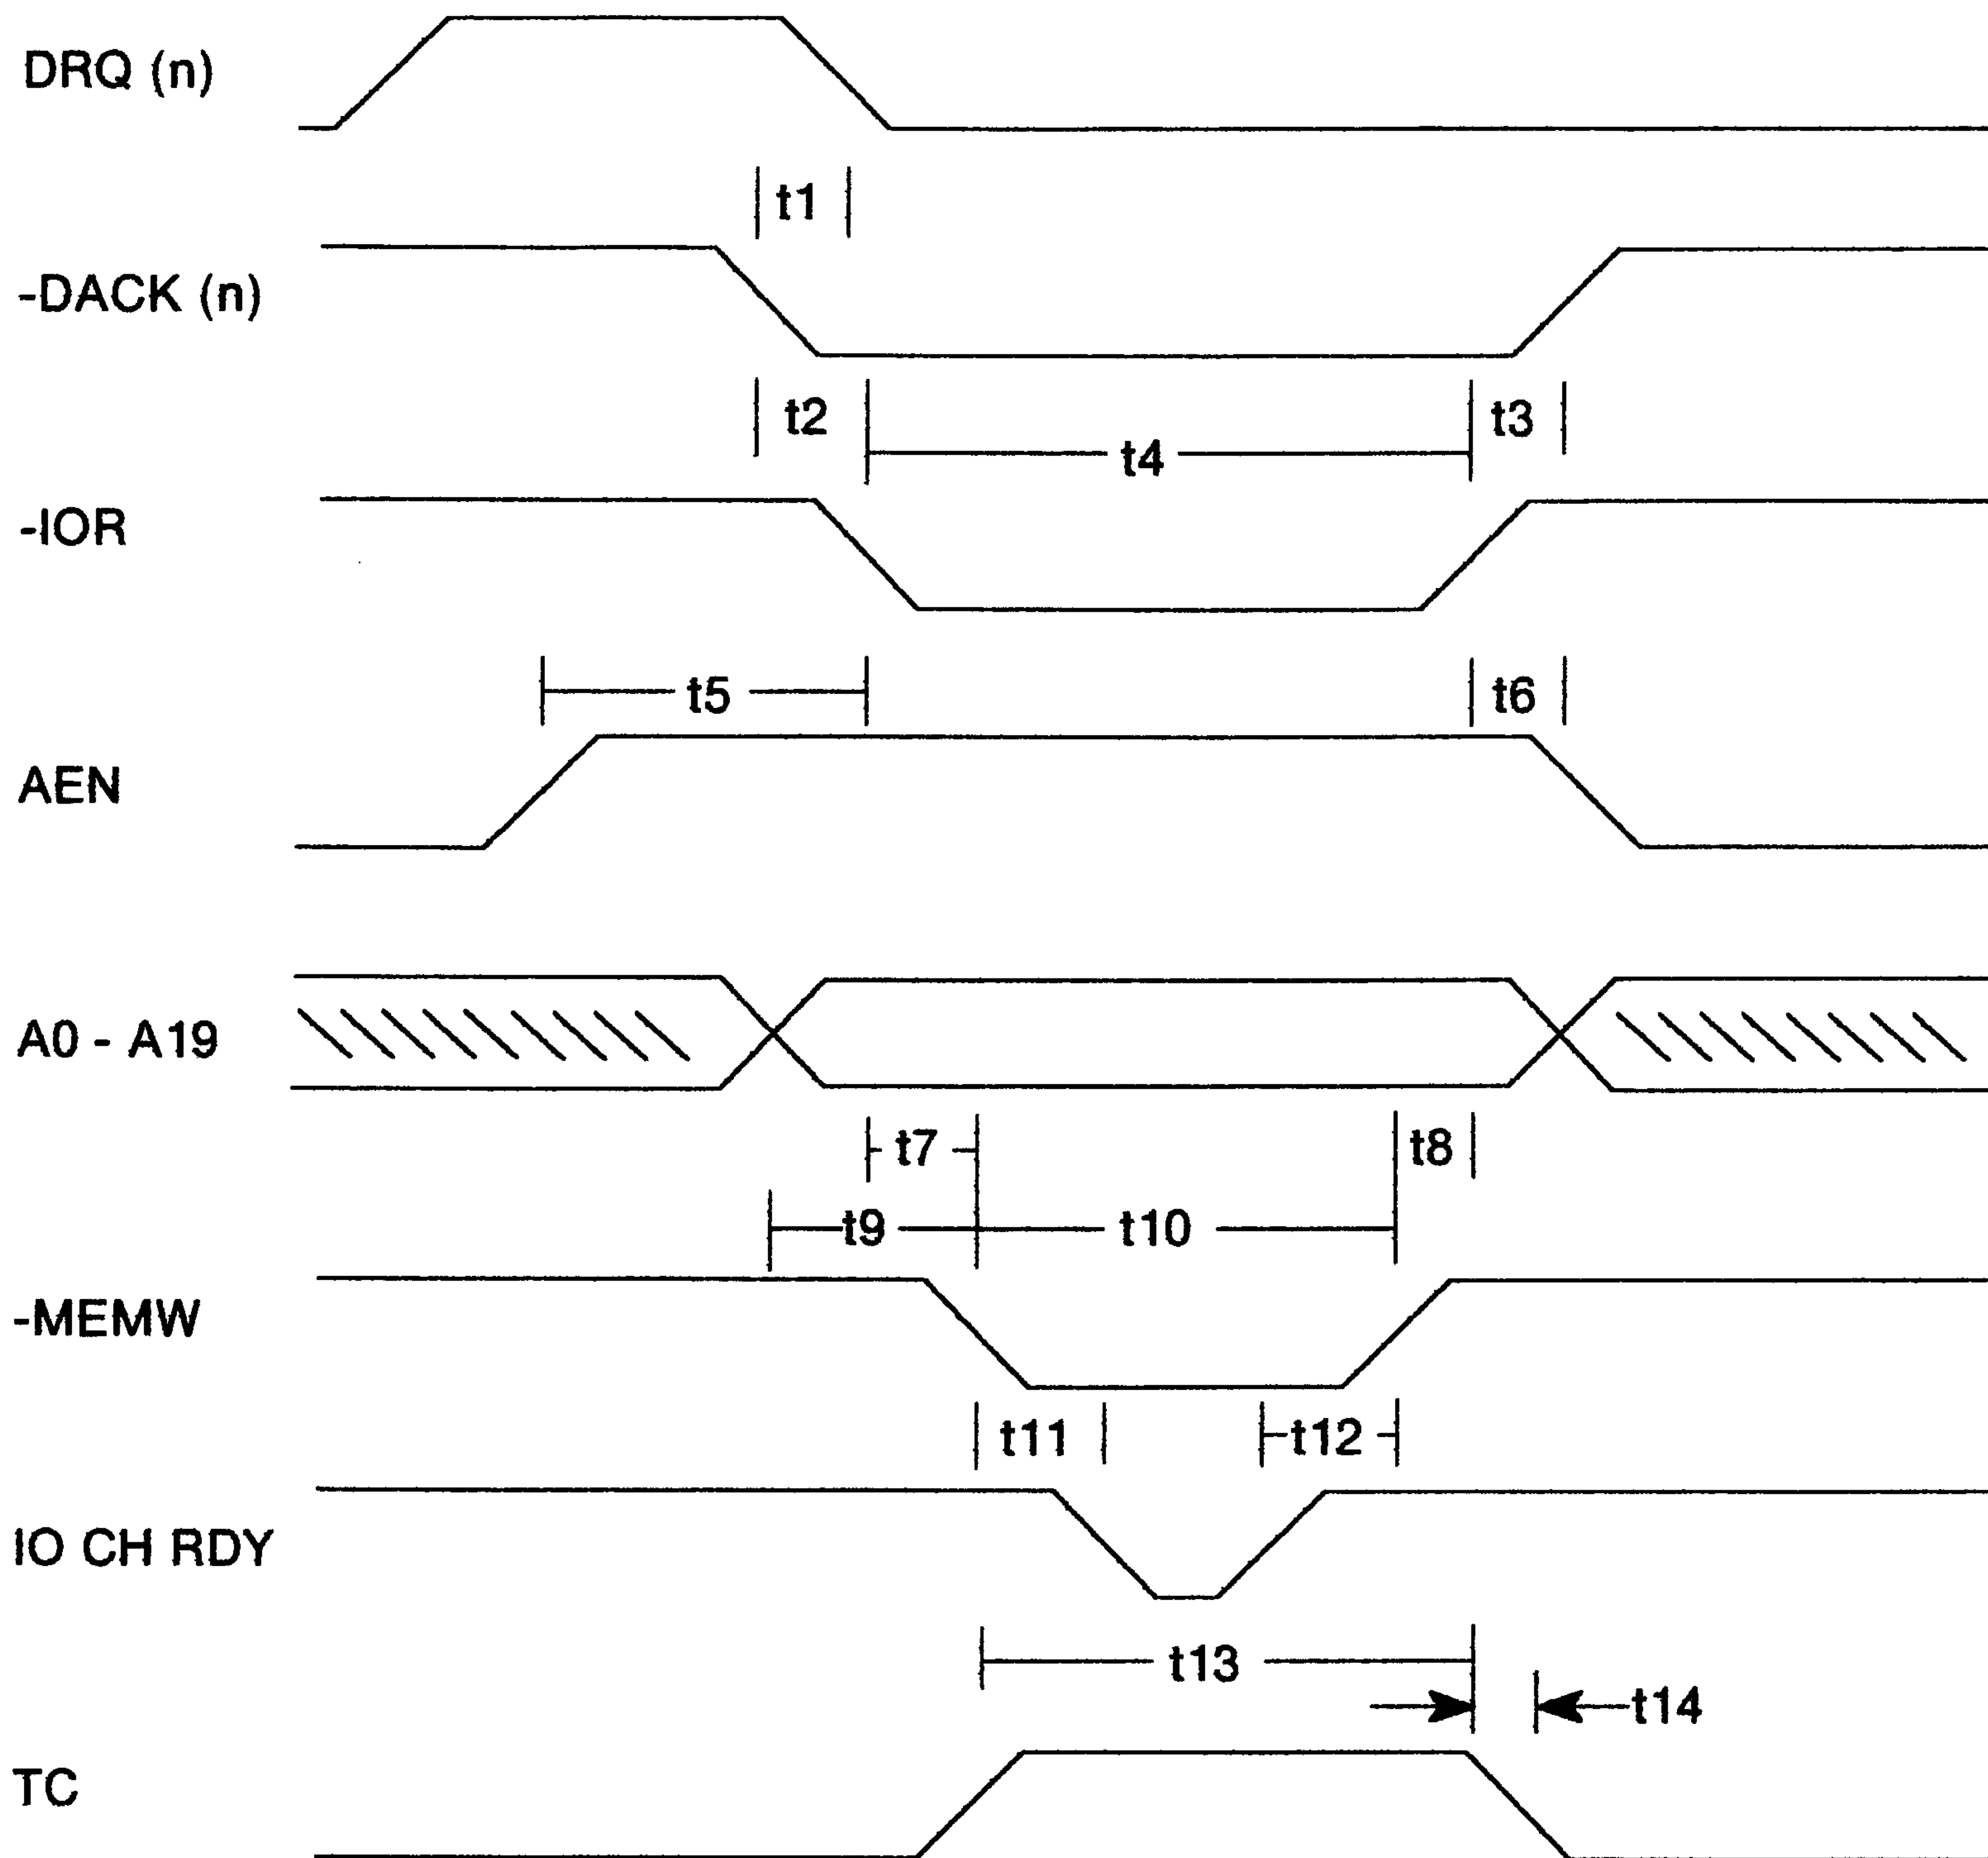 DRQ (n)
t1
-DACK (n)
t2
t4
t3
-IOR
t5
t6
AEN
A0 - A19
t7
t8
t9
t10
-MEMW
t11
t12
IO CH RDY
t13
t14
TC